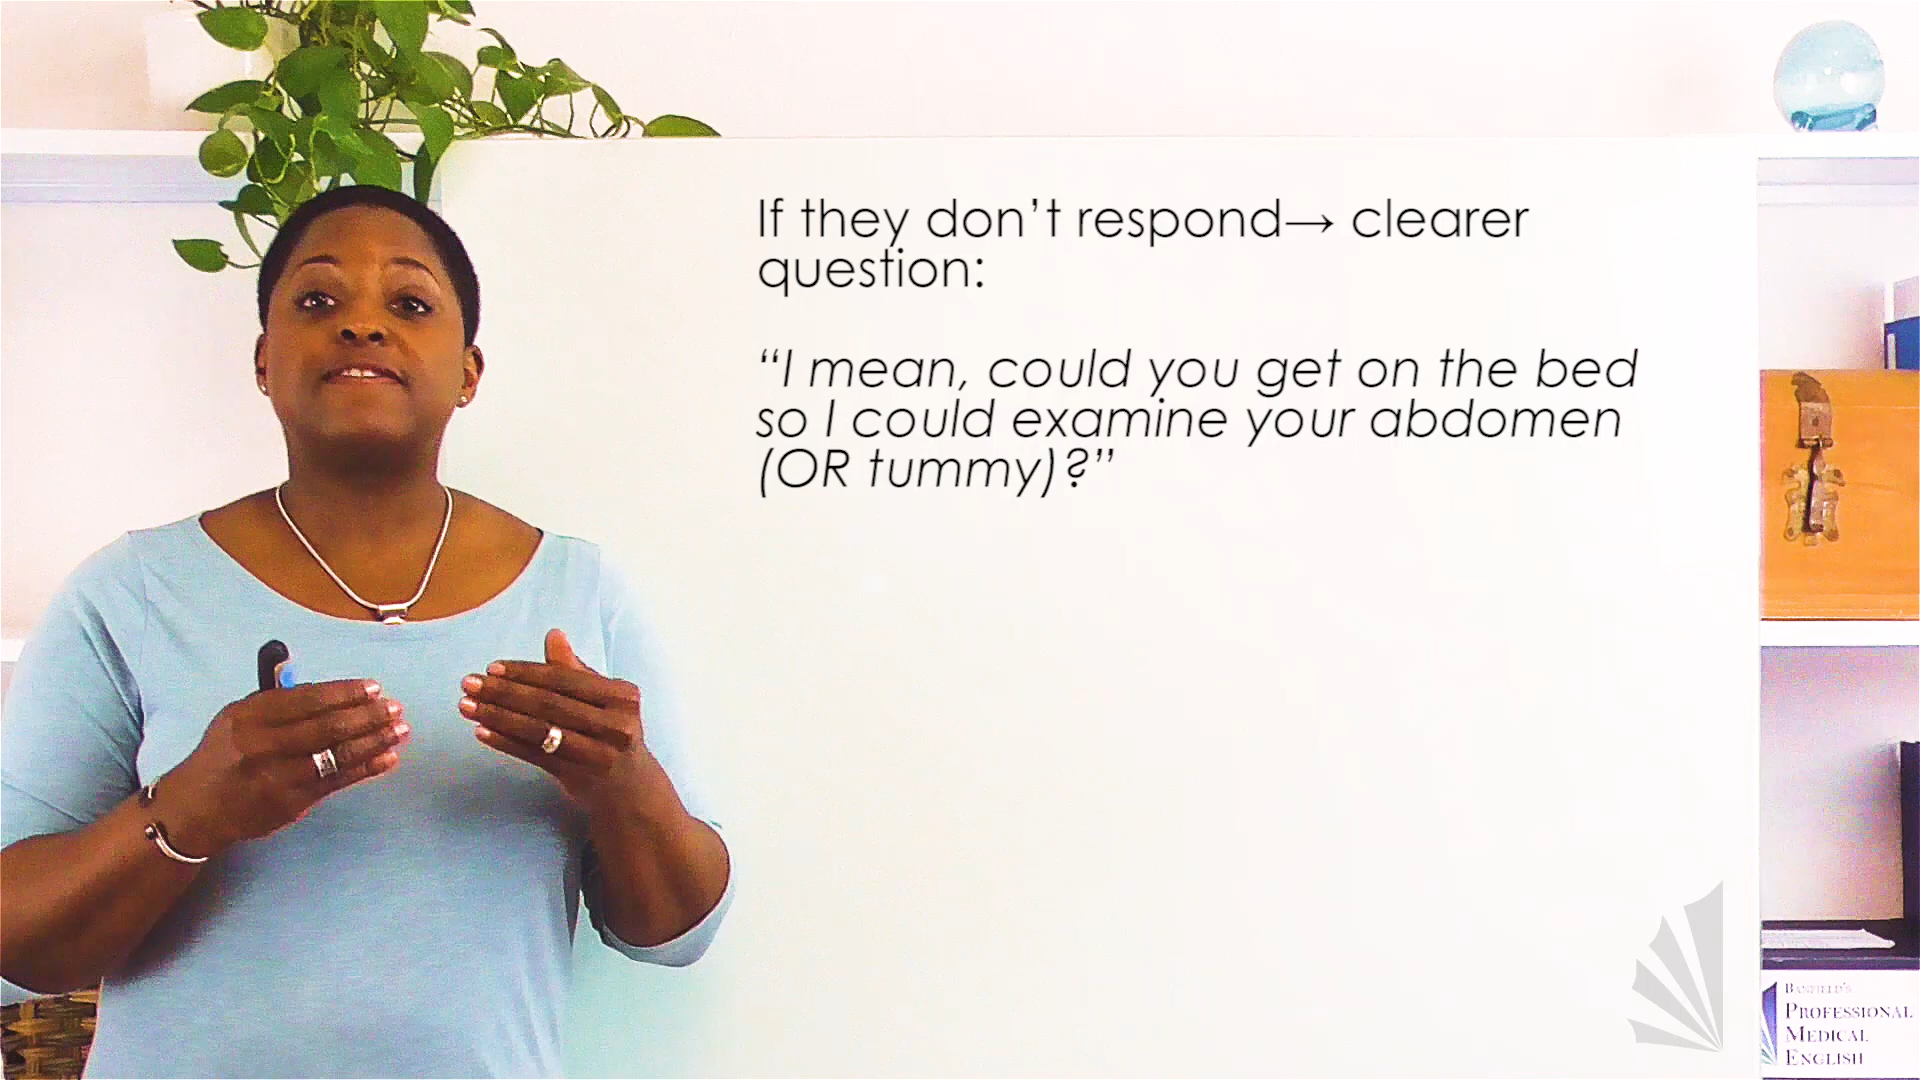 If they don’t respond→ clearer
question:
“I mean, could you get on the bed
so I could examine your abdomen
(OR tummy)?”
BANFIELD'S
PROFESSIONAL
MEDICAL
ENGLISH